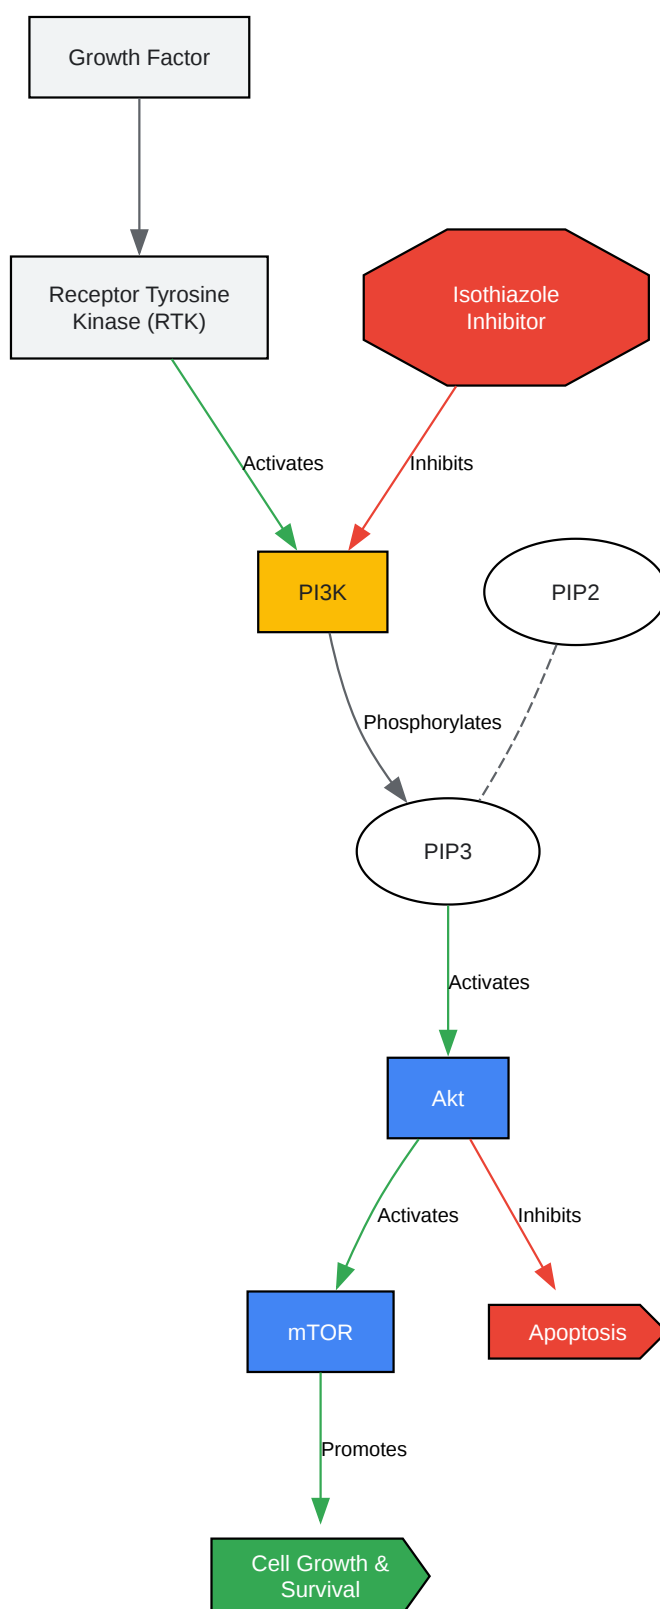 Growth Factor
Receptor Tyrosine
Kinase (RTK)
Isothiazole
Inhibitor
Activates
Inhibits
PI3K
PIP2
Phosphorylates
PIP3
Activates
Akt
Activates
Inhibits
mTOR
Apoptosis
Promotes
Cell Growth &
Survival